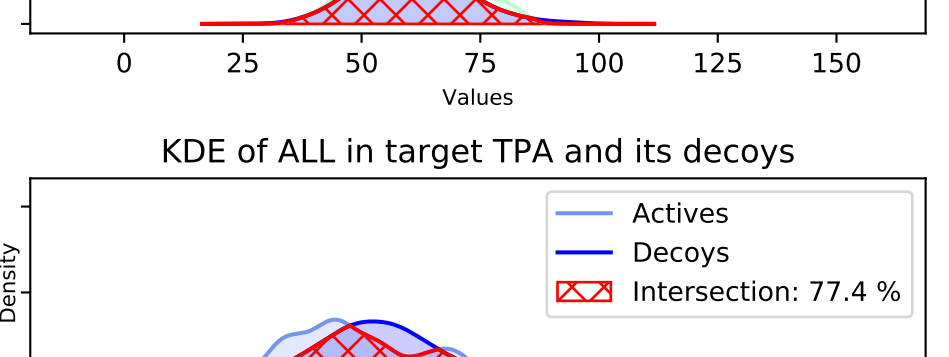 0 25 50 75 100 125 150
Values
KDE of ALL in target TPA and its decoys
Density
Actives
Decoys
Intersection: 77.4 %